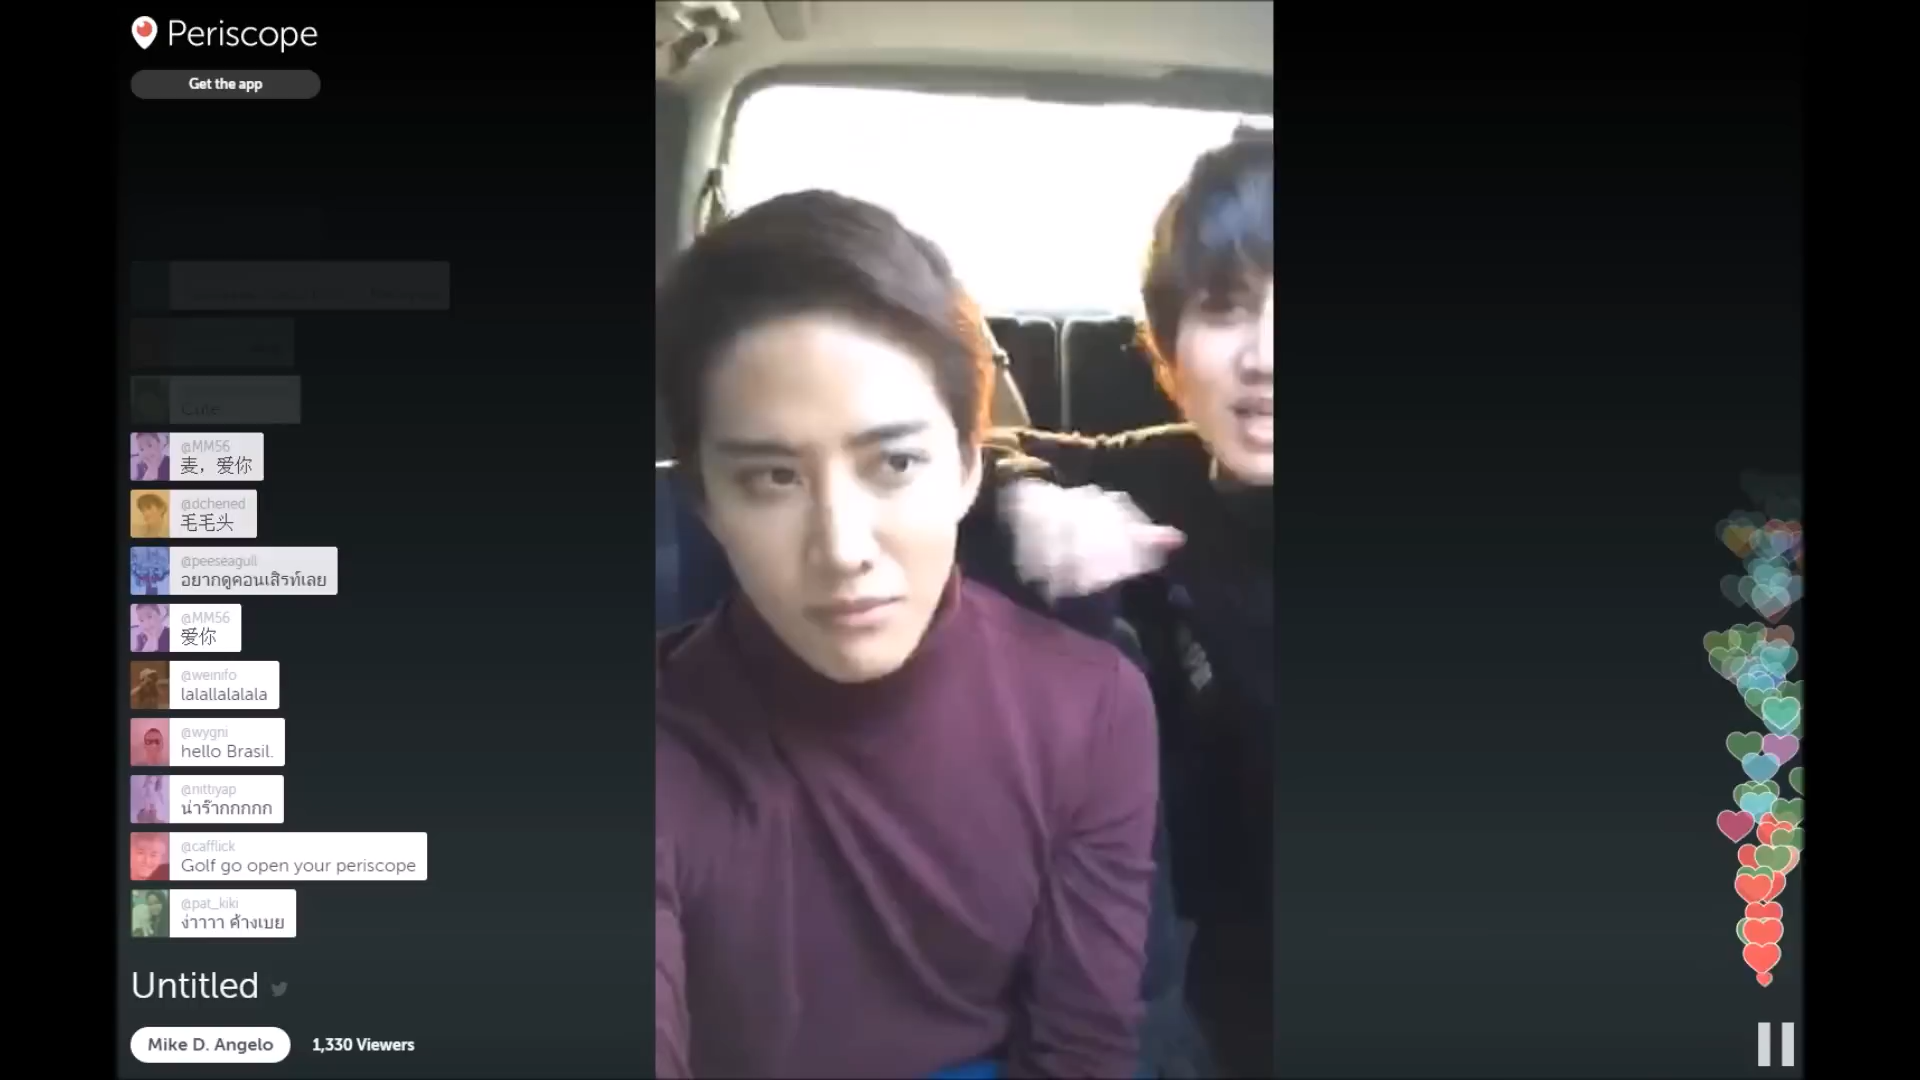 Periscope
Get the app
Cute
@MM56
麦，爱你
@dchened
毛毛头
@peeseagull
อยากดูคอนเสิรท์เลย
@MM56
爱你
@weinifo
lalallalalala
@wygni
hello Brasil.
@nittiyap
น่าร๊ากกกกก
@cafflick
Golf go open your periscope
@pat_kiki
ง่าาาา ค้างเบย
Untitled
Mike D. Angelo
1,330 Viewers